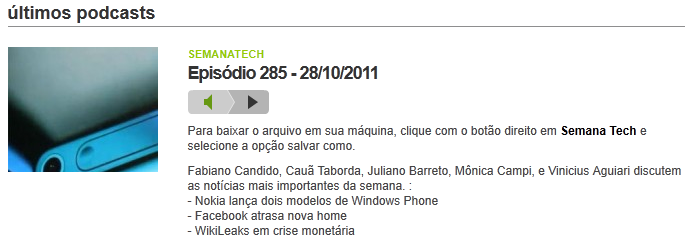 últimos podcasts
SEMANATECH
Episódio 285 - 28/10/2011
Para baixar o arquivo em sua máquina, clique com o botão direito em Semana Tech e
selecione a opção salvar como.
Fabiano Candido, Cauã Taborda, Juliano Barreto, Mônica Campi, e Vinicius Aguiari discutem
as notícias mais importantes da semana. :
- Nokia lança dois modelos de Windows Phone
- Facebook atrasa nova home
- WikiLeaks em crise monetária